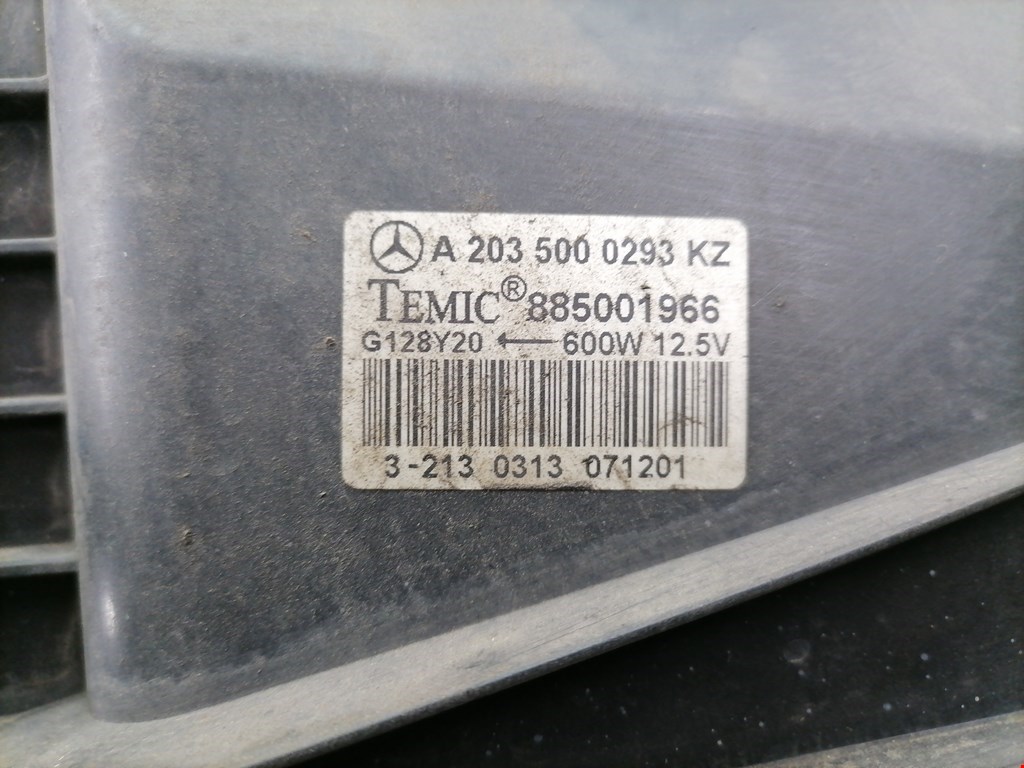 A 203 500 0293 KZ
TEMIC® 885001966
G128Y20 ← 600W 12.5V
3-213 0313 071201